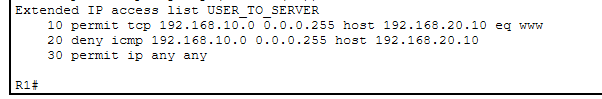 Extended IP access list USER_TO_SERVER
10 permit tcp 192.168.10.0 0.0.0.255 host 192.168.20.10 eq www
20 deny icmp 192.168.10.0 0.0.0.255 host 192.168.20.10
30 permit ip any any
R1#